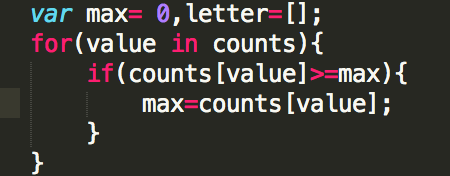 var max= 0,letter=[];
for(value in counts){
    if(counts[value]>=max){
        max=counts[value];
    }
}